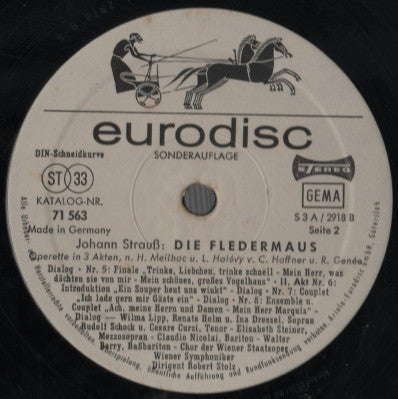 eurodisc
SONDERAUFLAGE
DIN-Schneidkurve
ST 33
STEREO
GEMA
KATALOG-NR.
71 563
Made in Germany
S 3 A / 2918 B
Seite 2
Johann Strauß: DIE FLEDERMAUS
Operette in 3 Akten, n. H. Meilhac u. L. Halévy v. C. Haffner u. R. Genée
Dialog - Nr. 5: Finale "Trinke, Liebchen, trinke schnell - Mein Herr, was
dächten sie von mir - Mein schönes, großes Vogelhaus" - II. Akt Nr. 6:
Introduktion "Ein Souper heut uns winkt" - Dialog - Nr. 7: Couplet
"Ich lade gern mir Gäste ein" - Dialog - Nr. 8: Ensemble u.
Couplet "Ach, meine Herrn und Damen - Mein Herr Marquis" -
Dialog — Wilma Lipp, Renate Holm u. Ina Dressel, Sopran
Rudolf Schock u. Cesare Curzi, Tenor - Elisabeth Steiner,
Mezzosopran - Claudio Nicolai, Bariton - Walter
Berry, Baßbariton - Chor der Wiener Staatsoper
Wiener Symphoniker
Dirigent Robert Stolz